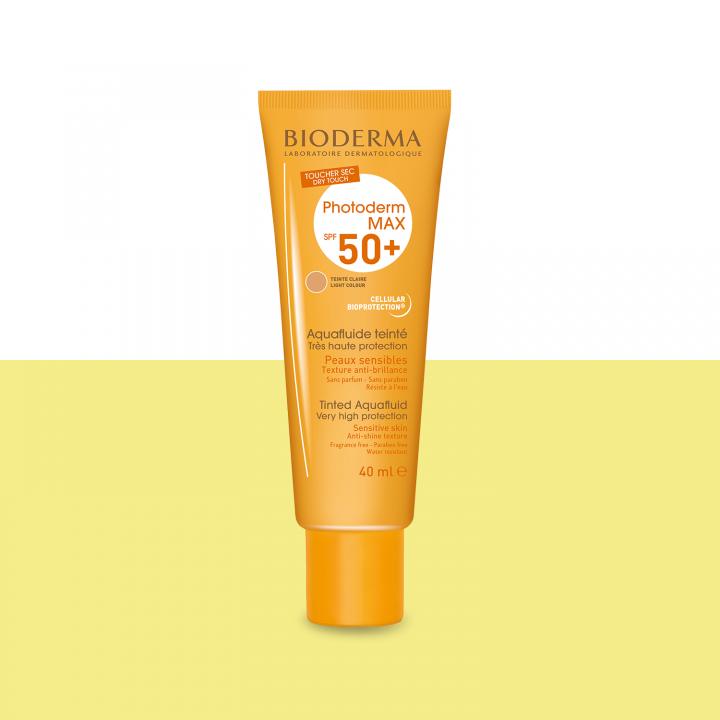 BIODERMA
LABORATOIRE DERMATOLOGIQUE
TOUCHER SEC
DRY TOUCH
Photoderm
MAX
SPF 50+
TEINTE CLAIRE
LIGHT COLOUR
CELLULAR
BIOPROTECTION®
Aquafluide teinté
Très haute protection
Peaux sensibles
Texture anti-brillance
Sans parfum - Sans paraben
Résiste à l'eau
Tinted Aquafluid
Very high protection
Sensitive skin
Anti-shine texture
Fragrance free - Paraben free
Water resistant
40 ml ℮